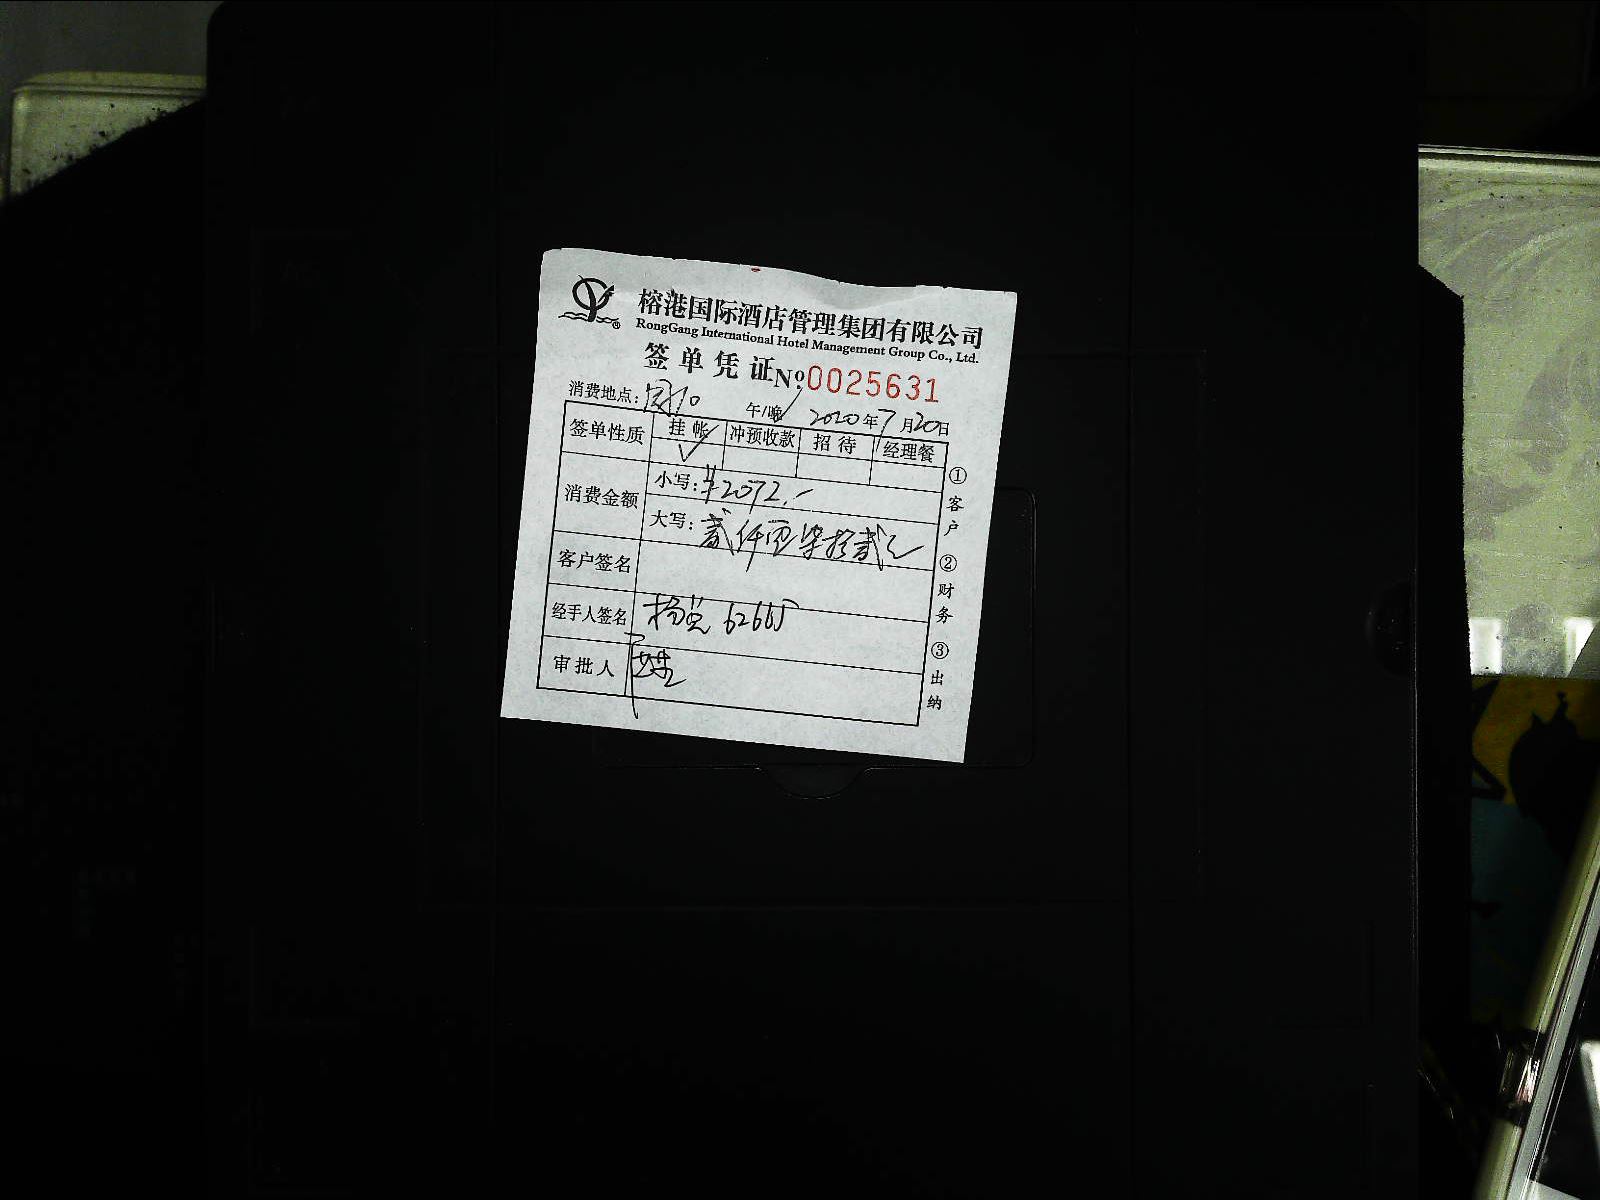 榕港国际酒店管理集团有限公司
RongGang International Hotel Management Group Co., Ltd.
签单凭证 No:0025631
消费地点: 午/晚 2020年7月20日
签单性质 挂帐 冲预收款 招待 经理餐
消费金额 小写:¥2072.-
大写:贰仟零柒拾贰元
客户签名
经手人签名 62665
审批人
①客户 ②财务 ③出纳